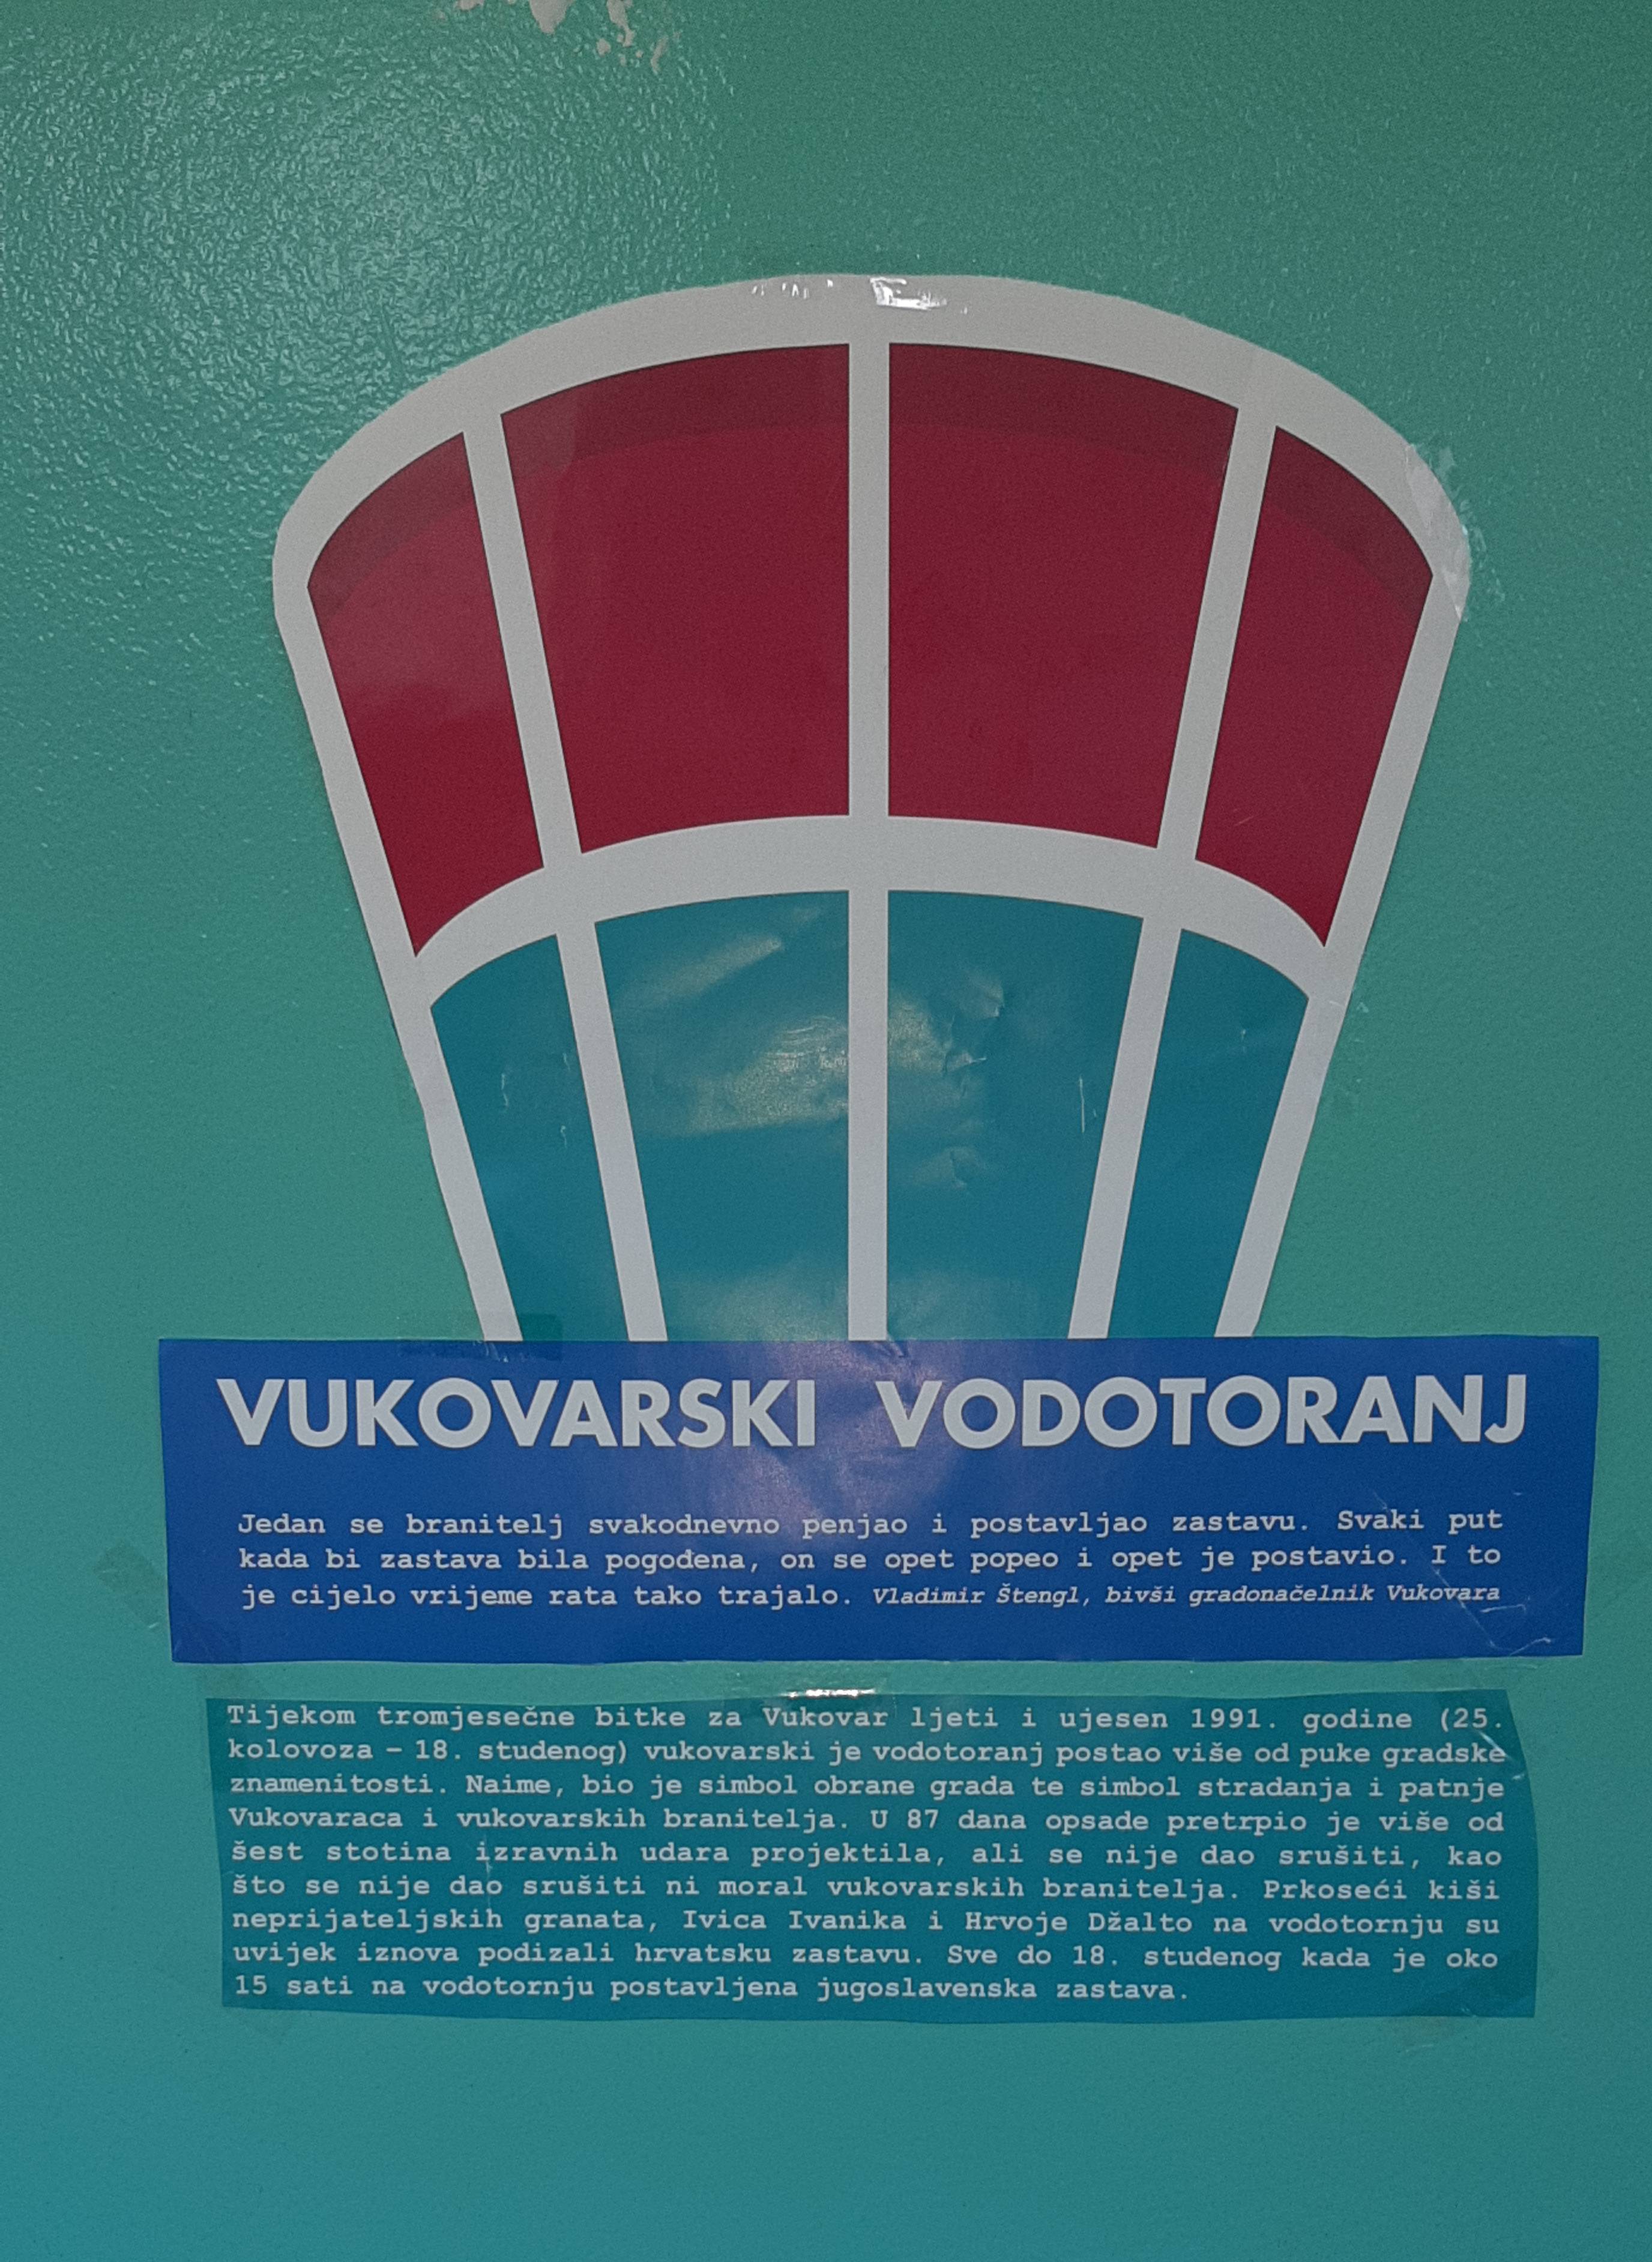 VUKOVARSKI VODOTORANJ
Jedan se branitelj svakodnevno penjao i postavljao zastavu. Svaki put
kada bi zastava bila pogođena, on se opet popeo i opet je postavio. I to
je cijelo vrijeme rata tako trajalo. Vladimir Štengl, bivši gradonačelnik Vukovara
Tijekom tromjesečne bitke za Vukovar ljeti i ujesen 1991. godine (25.
kolovoza – 18. studenog) vukovarski je vodotoranj postao više od puke gradske
znamenitosti. Naime, bio je simbol obrane grada te simbol stradanja i patnje
Vukovaraca i vukovarskih branitelja. U 87 dana opsade pretrpio je više od
šest stotina izravnih udara projektila, ali se nije dao srušiti, kao
što se nije dao srušiti ni moral vukovarskih branitelja. Prkoseći kiši
neprijateljskih granata, Ivica Ivanika i Hrvoje Džalto na vodotornju su
uvijek iznova podizali hrvatsku zastavu. Sve do 18. studenog kada je oko
15 sati na vodotornju postavljena jugoslavenska zastava.